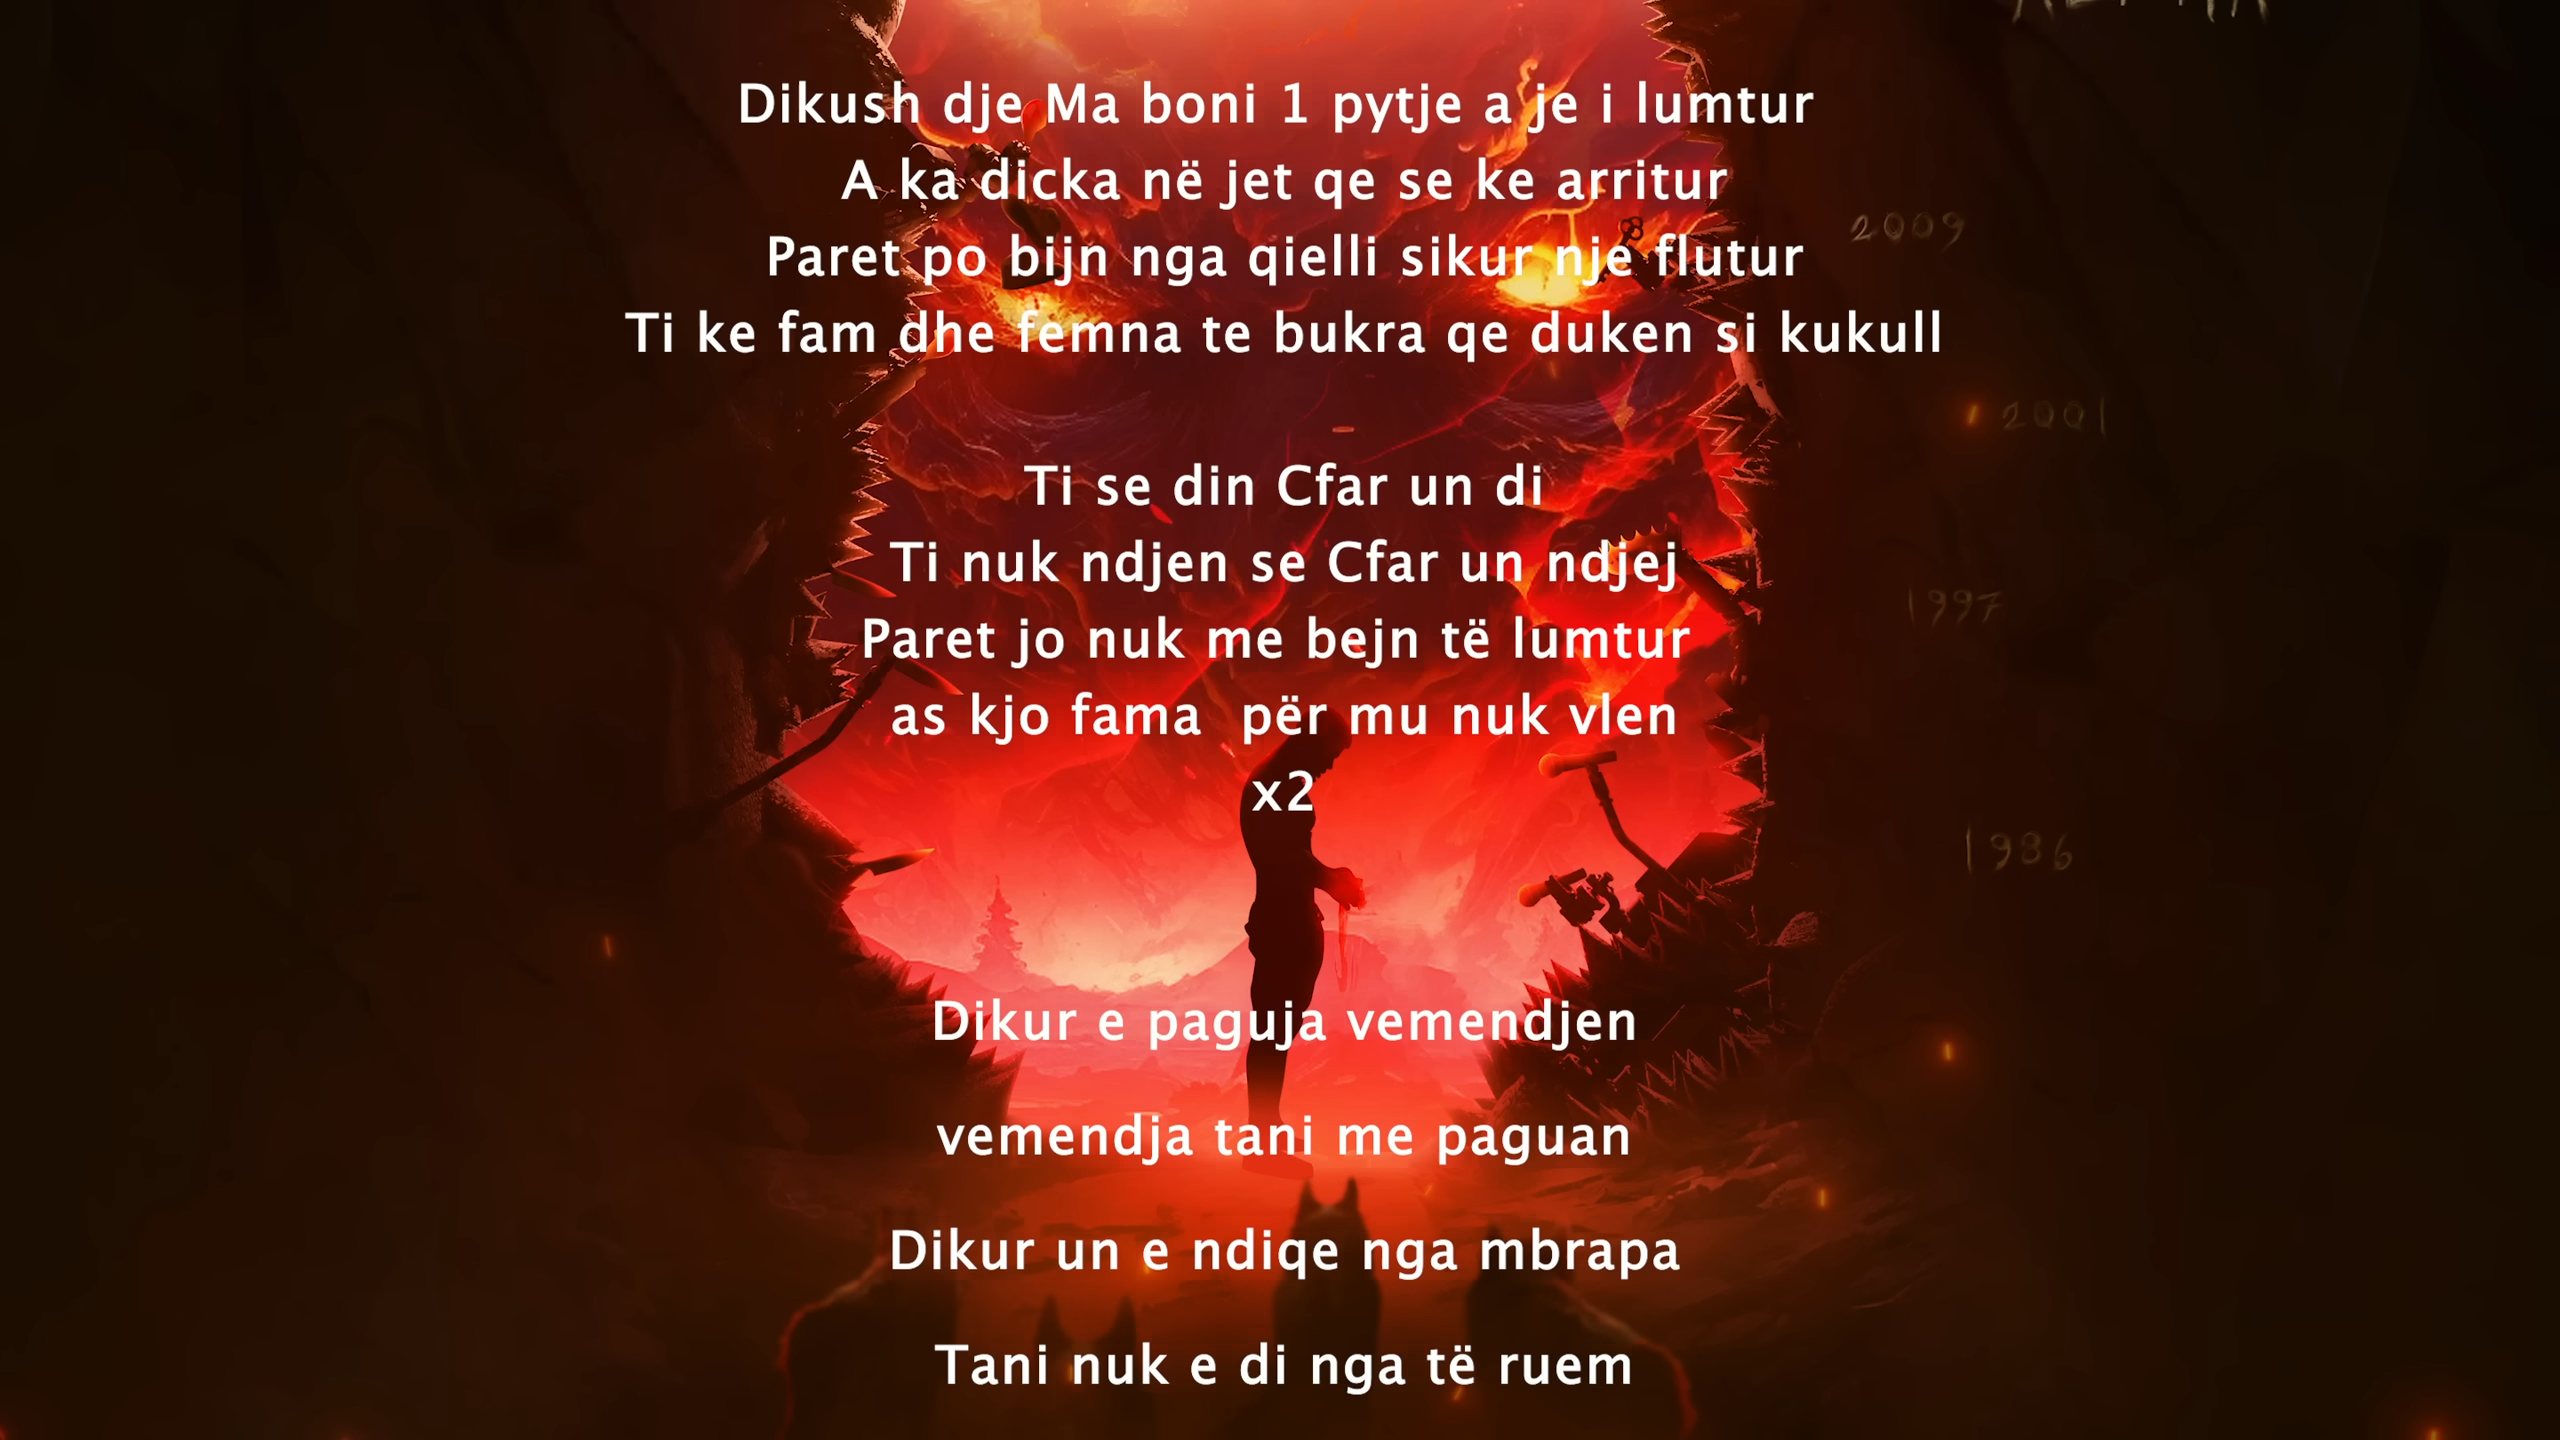 Dikush dje Ma boni 1 pytje a je i lumtur
A ka dicka në jet qe se ke arritur
2009
Paret po bijn nga qielli sikur nje flutur
Ti ke fam dhe femna te bukra qe duken si kukull
2001
Ti se din Cfar un di
Ti nuk ndjen se Cfar un ndjej
1997
Paret jo nuk me bejn të lumtur
as kjo fama  për mu nuk vlen
x2
1986
Dikur e paguja vemendjen
vemendja tani me paguan
Dikur un e ndiqe nga mbrapa
Tani nuk e di nga të ruem